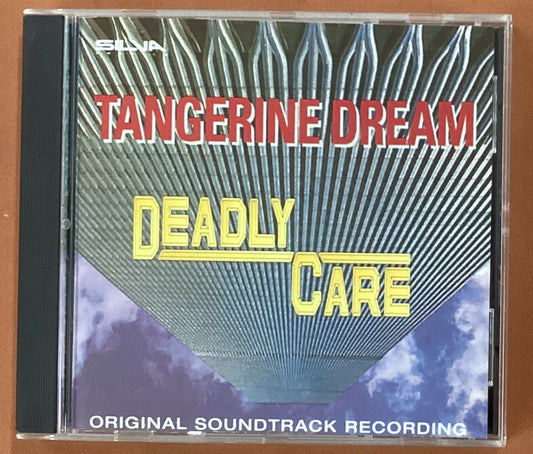 SILVA
TANGERINE DREAM
DEADLY
CARE
ORIGINAL SOUNDTRACK RECORDING